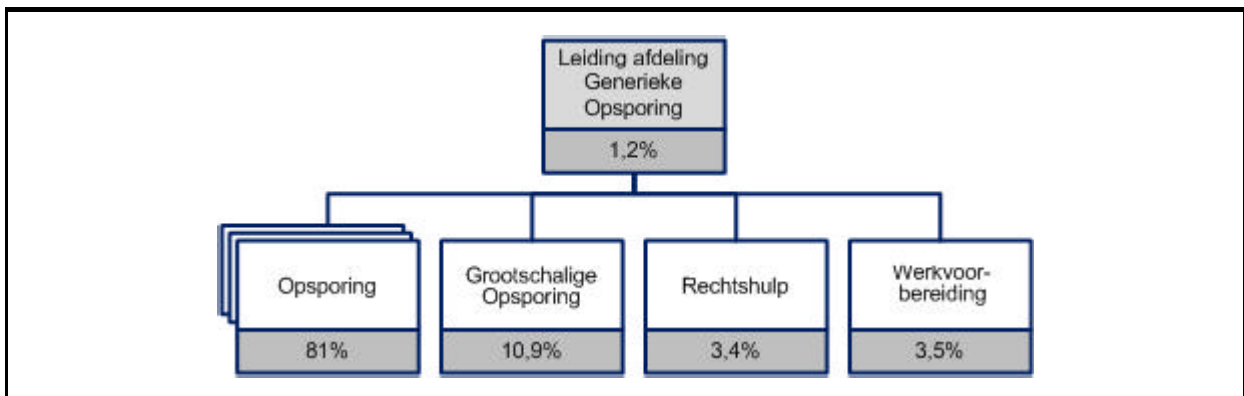 Leiding afdeling
Generieke
Opsporing
1,2%
Opsporing
81%
Grootschalige
Opsporing
10,9%
Rechtshulp
3,4%
Werkvoor-
bereiding
3,5%